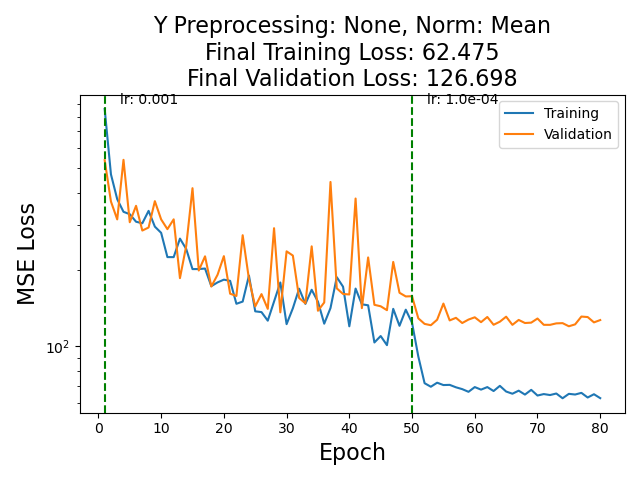 Y Preprocessing: None, Norm: Mean
Final Training Loss: 62.475
Final Validation Loss: 126.698
lr: 0.001
lr: 1.0e-04
Training
Validation
MSE Loss
10²
0 10 20 30 40 50 60 70 80
Epoch